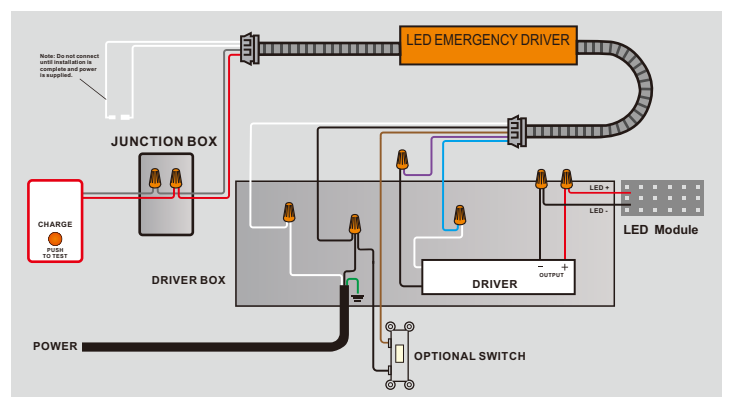 LED EMERGENCY DRIVER
Note: Do not connect
until installation is
complete and power
is supplied.
JUNCTION BOX
CHARGE
PUSH
TO TEST
LED +
LED -
LED Module
DRIVER BOX
- +
OUTPUT
DRIVER
POWER
OPTIONAL SWITCH